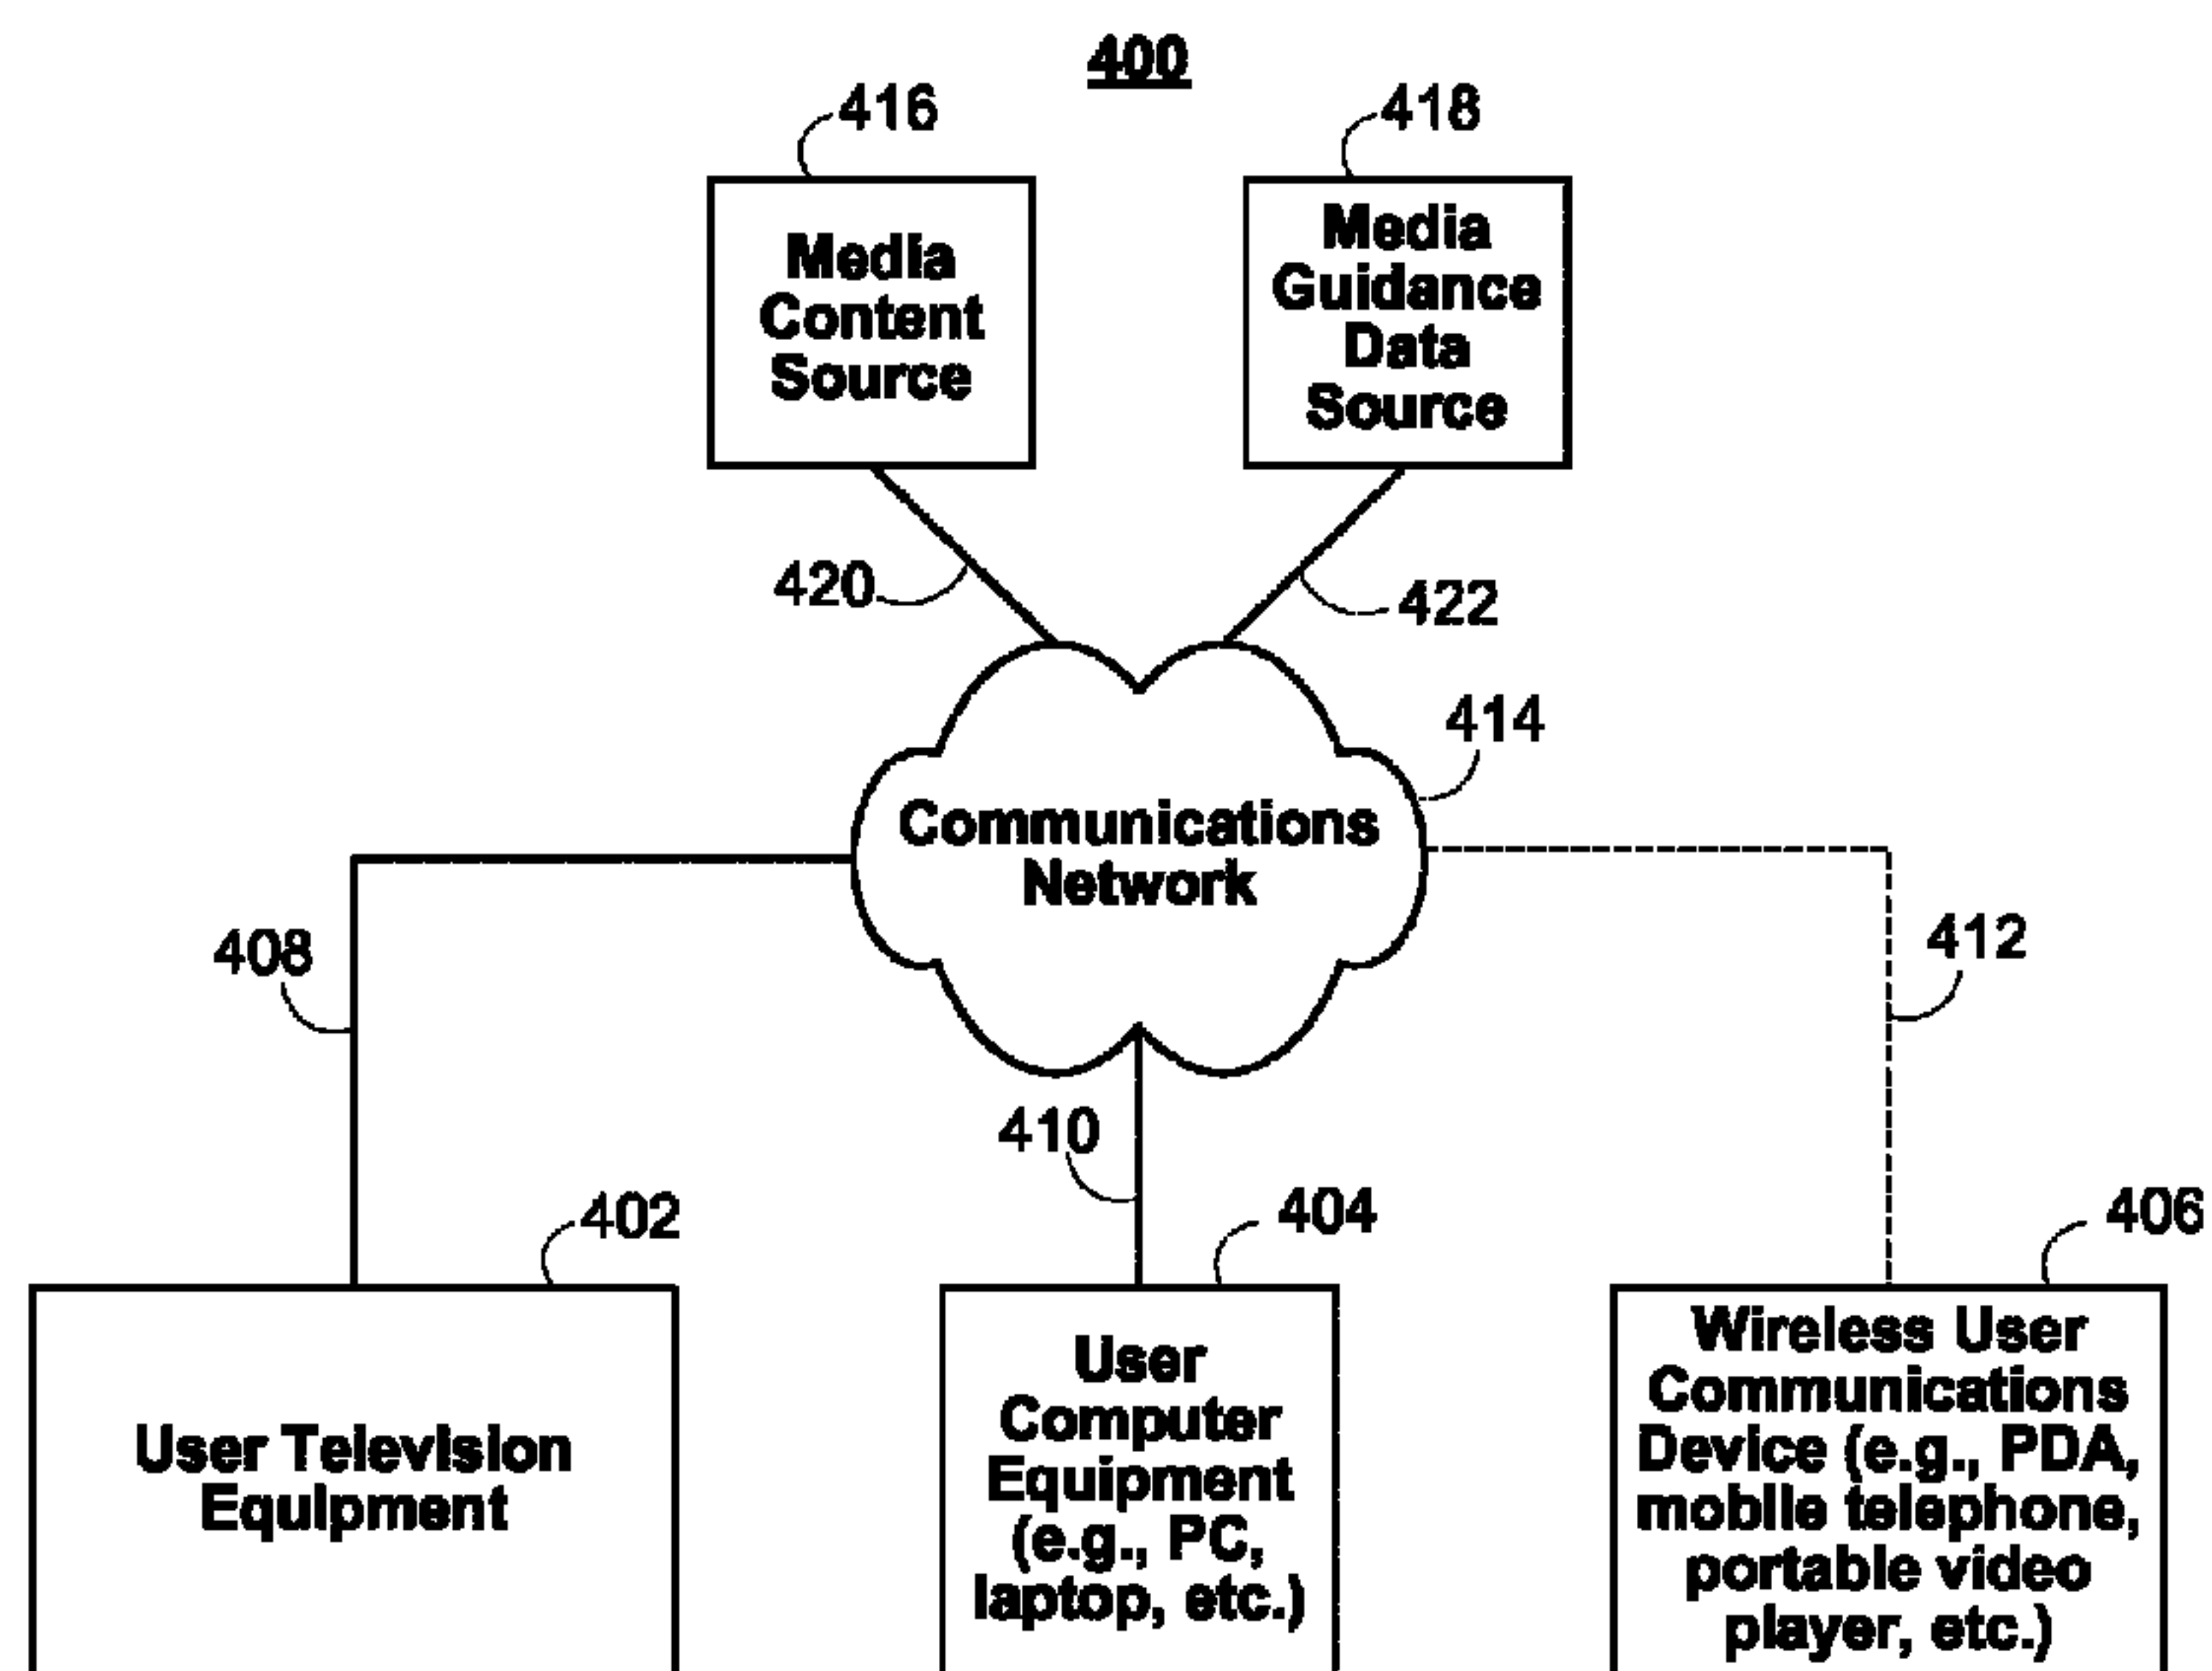 400
416
418
Media
Content
Source
Media
Guidance
Data
Source
420
422
414
Communications
Network
408
412
410
402
404
406
User Television
Equipment
User
Computer
Equipment
(e.g., PC,
laptop, etc.)
Wireless User
Communications
Device (e.g., PDA,
mobile telephone,
portable video
player, etc.)